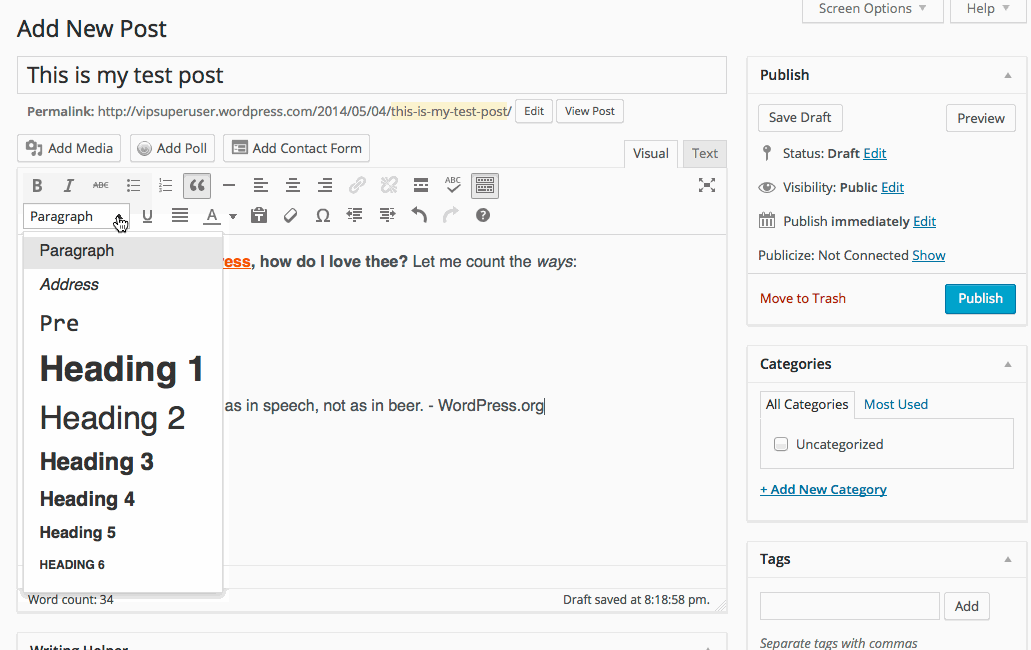 Screen Options Help
Add New Post
This is my test post
Permalink: http://vipsuperuser.wordpress.com/2014/05/04/this-is-my-test-post/ Edit View Post
Add Media Add Poll Add Contact Form
Visual Text
B I ABC ABC
Paragraph U A
Paragraph
Address
Pre
Heading 1
Heading 2
Heading 3
Heading 4
Heading 5
HEADING 6
ess, how do I love thee? Let me count the ways:
as in speech, not as in beer. - WordPress.org
Word count: 34 Draft saved at 8:18:58 pm.
Writing Helper
Publish
Save Draft Preview
Status: Draft Edit
Visibility: Public Edit
Publish immediately Edit
Publicize: Not Connected Show
Move to Trash Publish
Categories
All Categories Most Used
Uncategorized
+ Add New Category
Tags
Add
Separate tags with commas